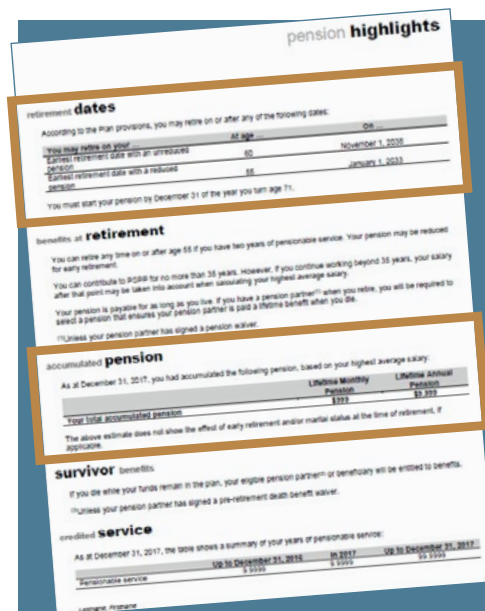 pension highlights
retirement dates
According to the Plan provisions, you may retire on or after any of the following dates:
You may retire on your ... At age ... On ...
Earliest retirement date with an unreduced
pension 60 November 1, 2038
Earliest retirement date with a reduced
pension 55 January 1, 2033
You must start your pension by December 31 of the year you turn age 71.
benefits at retirement
You can retire any time on or after age 55 if you have two years of pensionable service. Your pension may be reduced
for early retirement.
You can contribute to PSPP for no more than 35 years. However, if you continue working beyond 35 years, your salary
after that point may be taken into account when calculating your highest average salary.
Your pension is payable for as long as you live. If you have a pension partner⁽¹⁾ when you retire, you will be required to
select a pension that ensures your pension partner is paid a lifetime benefit when you die.
⁽¹⁾Unless your pension partner has signed a pension waiver.
accumulated pension
As at December 31, 2017, you had accumulated the following pension, based on your highest average salary:
Lifetime Monthly Lifetime Annual
Pension Pension
Your total accumulated pension $999 $9,999
The above estimate does not show the effect of early retirement and/or marital status at the time of retirement, if
applicable.
survivor benefits
If you die while your funds remain in the plan, your eligible pension partner⁽²⁾ or beneficiary will be entitled to benefits.
⁽²⁾Unless your pension partner has signed a pre-retirement death benefit waiver.
credited service
As at December 31, 2017, the table shows a summary of your years of pensionable service:
Up to December 31, 2016 In 2017 Up to December 31, 2017
Pensionable service 9.9999 9.9999 99.9999
Lastname, Firstname